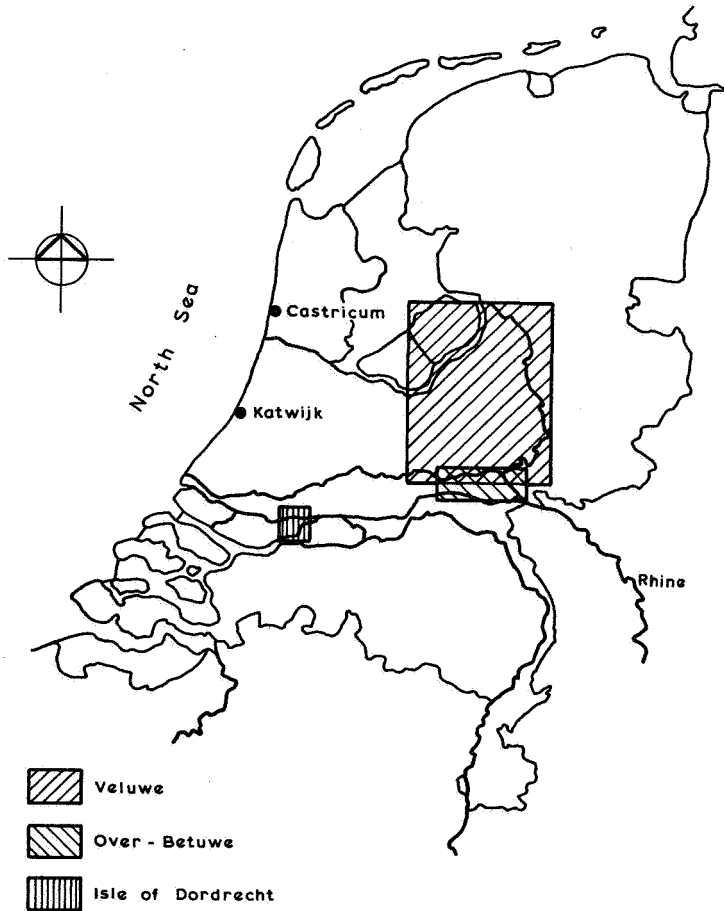 North Sea
Castricum
Katwijk
Rhine
Veluwe
Over - Betuwe
Isle of Dordrecht